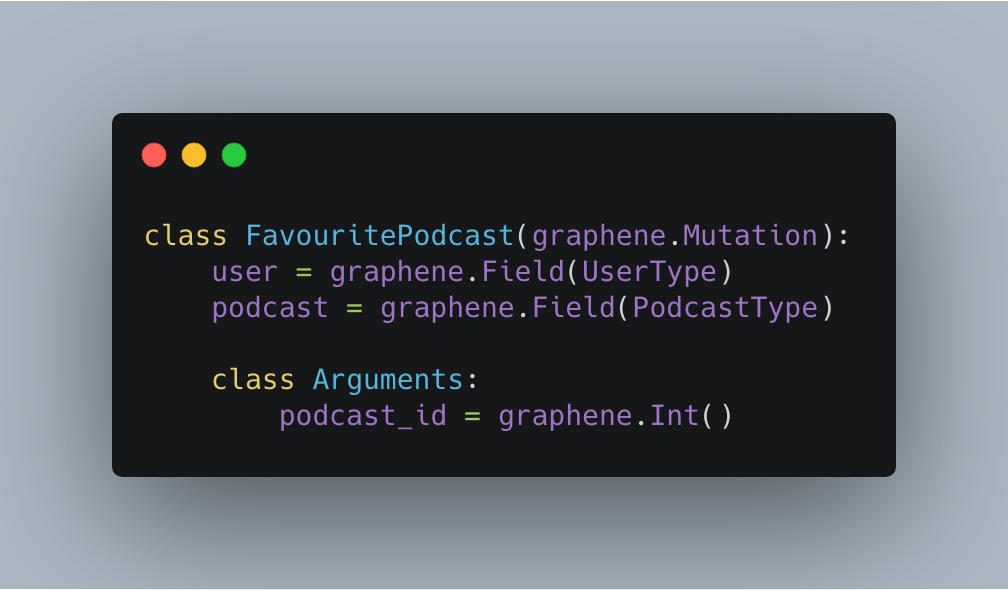 class FavouritePodcast(graphene.Mutation):
    user = graphene.Field(UserType)
    podcast = graphene.Field(PodcastType)

    class Arguments:
        podcast_id = graphene.Int()